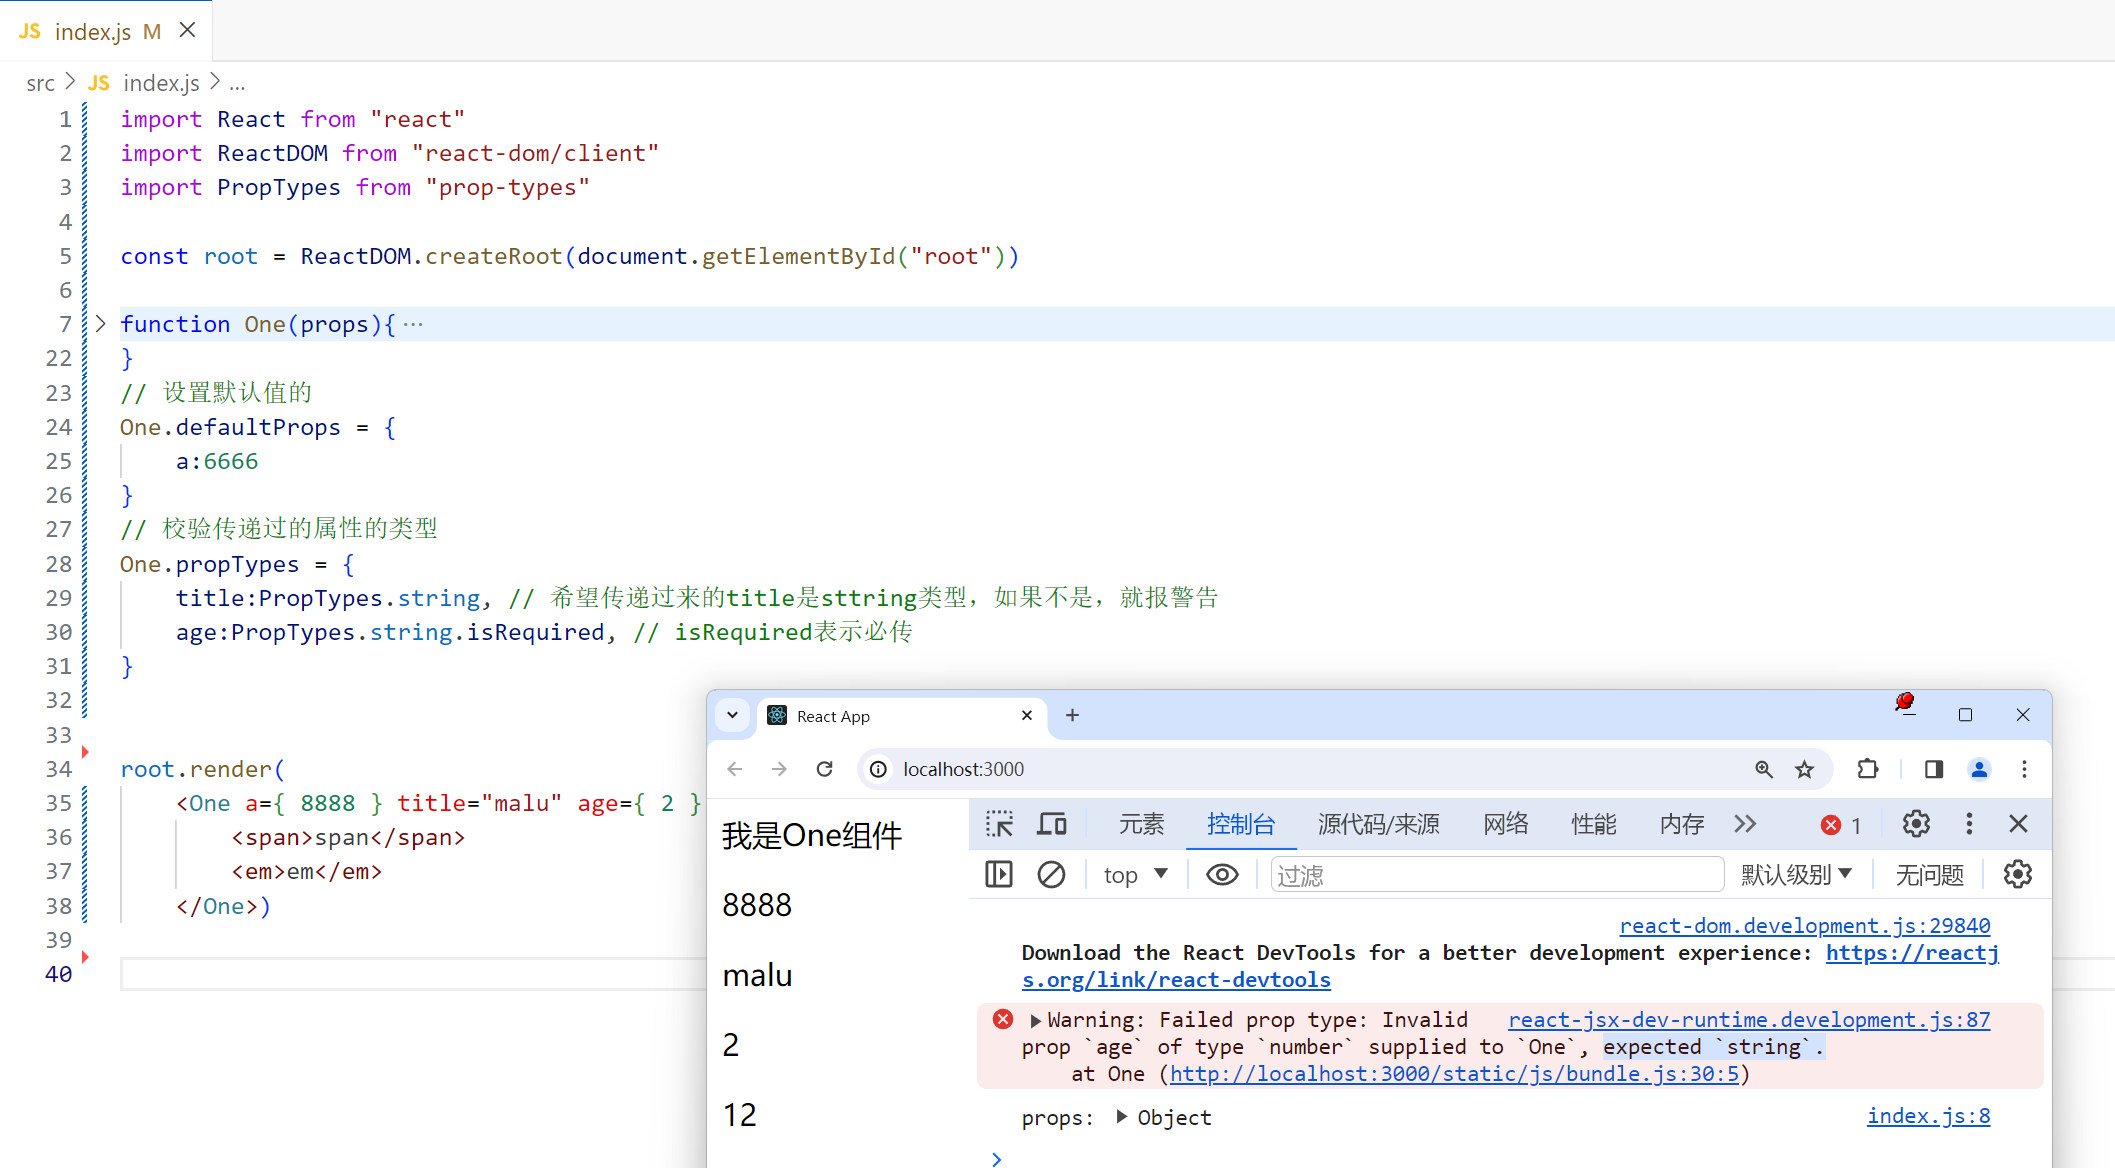 JS index.js M
src > JS index.js > ...
1 import React from "react"
2 import ReactDOM from "react-dom/client"
3 import PropTypes from "prop-types"
4
5 const root = ReactDOM.createRoot(document.getElementById("root"))
6
7 function One(props){ ···
22 }
23 // 设置默认值的
24 One.defaultProps = {
25 a:6666
26 }
27 // 校验传递过的属性的类型
28 One.propTypes = {
29 title:PropTypes.string, // 希望传递过来的title是sttring类型，如果不是，就报警告
30 age:PropTypes.string.isRequired, // isRequired表示必传
31 }
32
33
34 root.render(
35 <One a={ 8888 } title="malu" age={ 2 }
36 <span>span</span>
37 <em>em</em>
38 </One>)
39
40
React App
localhost:3000
我是One组件
8888
malu
2
12
元素 控制台 源代码/来源 网络 性能 内存 1
top 过滤 默认级别 无问题
react-dom.development.js:29840
Download the React DevTools for a better development experience: https://reactj
s.org/link/react-devtools
Warning: Failed prop type: Invalid react-jsx-dev-runtime.development.js:87
prop `age` of type `number` supplied to `One`, expected `string`.
at One (http://localhost:3000/static/js/bundle.js:30:5)
props: Object index.js:8